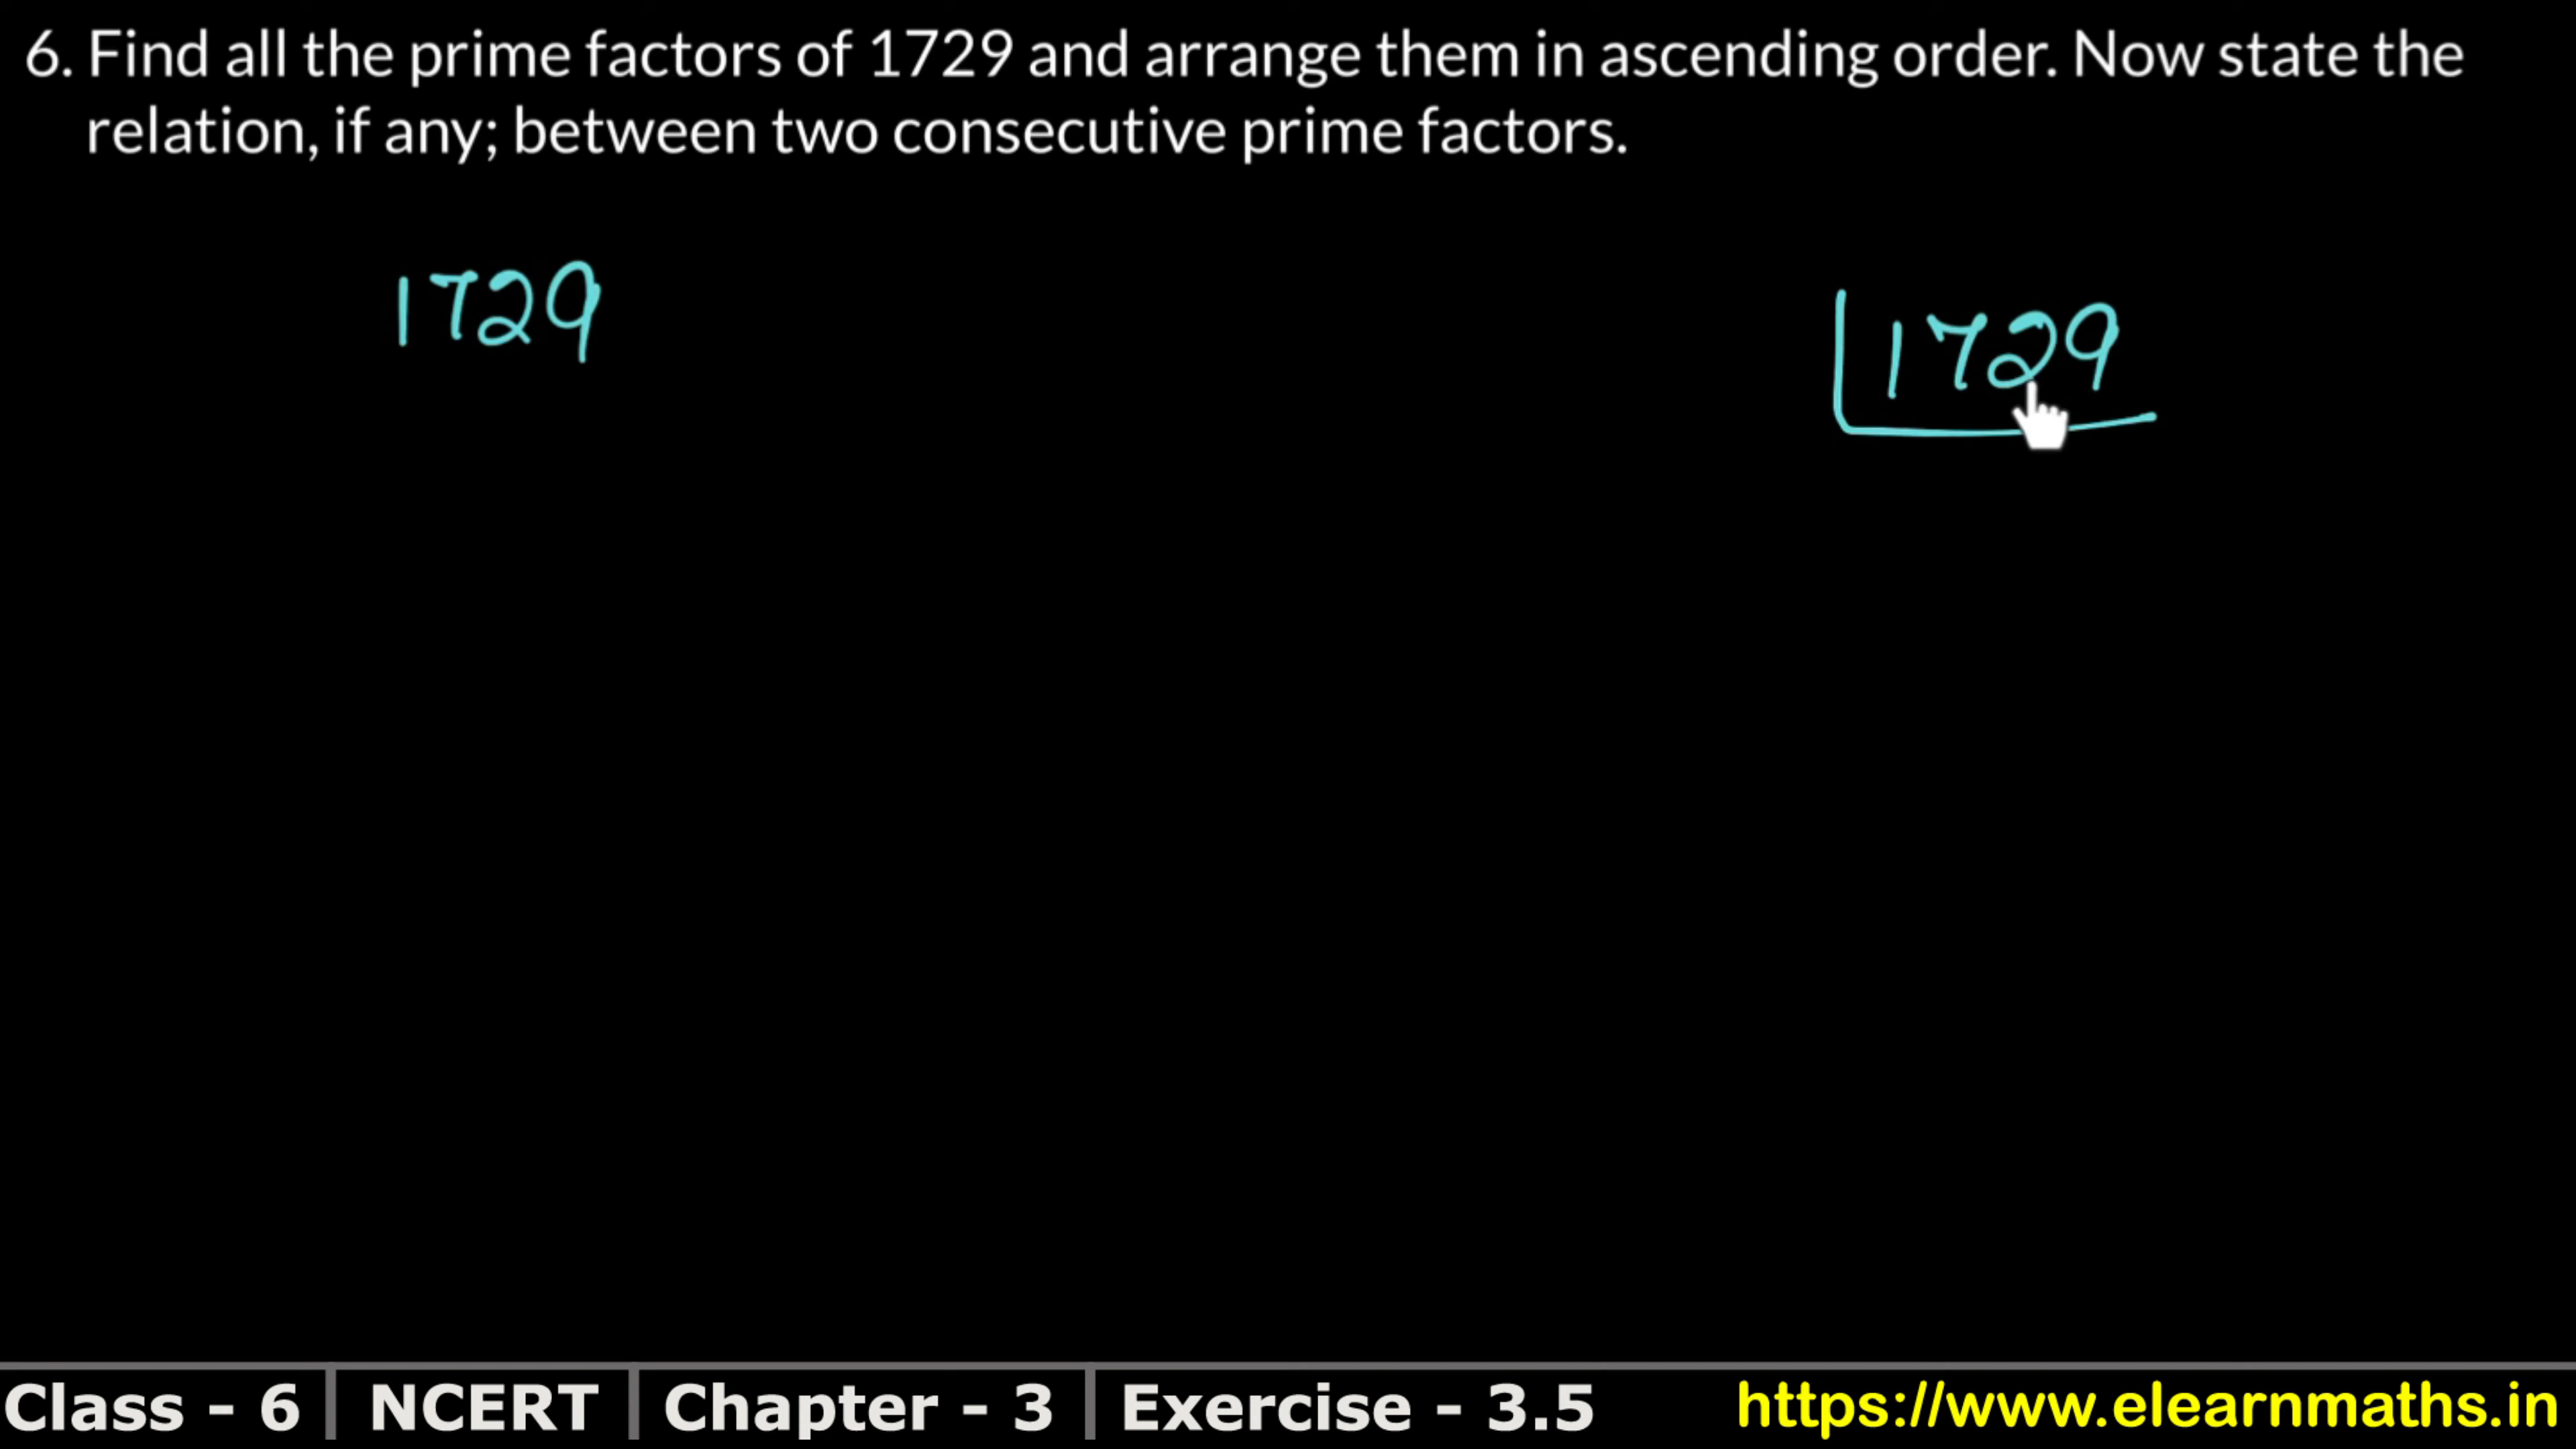 6. Find all the prime factors of 1729 and arrange them in ascending order. Now state the
relation, if any; between two consecutive prime factors.
1729
1729
Class - 6 | NCERT | Chapter - 3 | Exercise - 3.5 https://www.elearnmaths.in